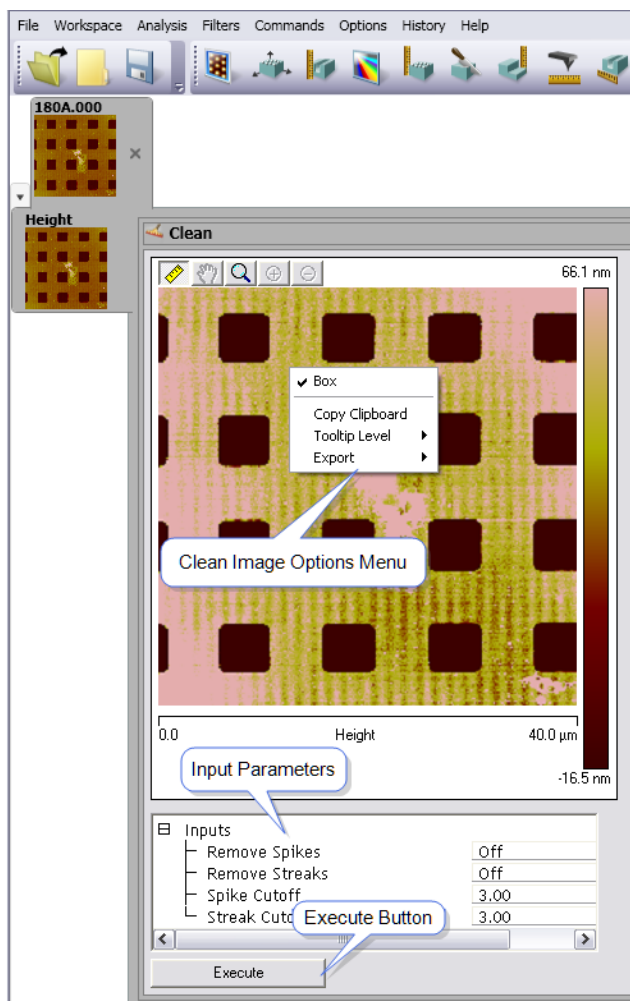 File Workspace Analysis Filters Commands Options History Help
180A.000
Height
Clean
66.1 nm
Box
Copy Clipboard
Tooltip Level
Export
Clean Image Options Menu
0.0 Height 40.0 µm
-16.5 nm
Input Parameters
Inputs
Remove Spikes Off
Remove Streaks Off
Spike Cutoff 3.00
Streak Cuto 3.00
Execute Button
Execute